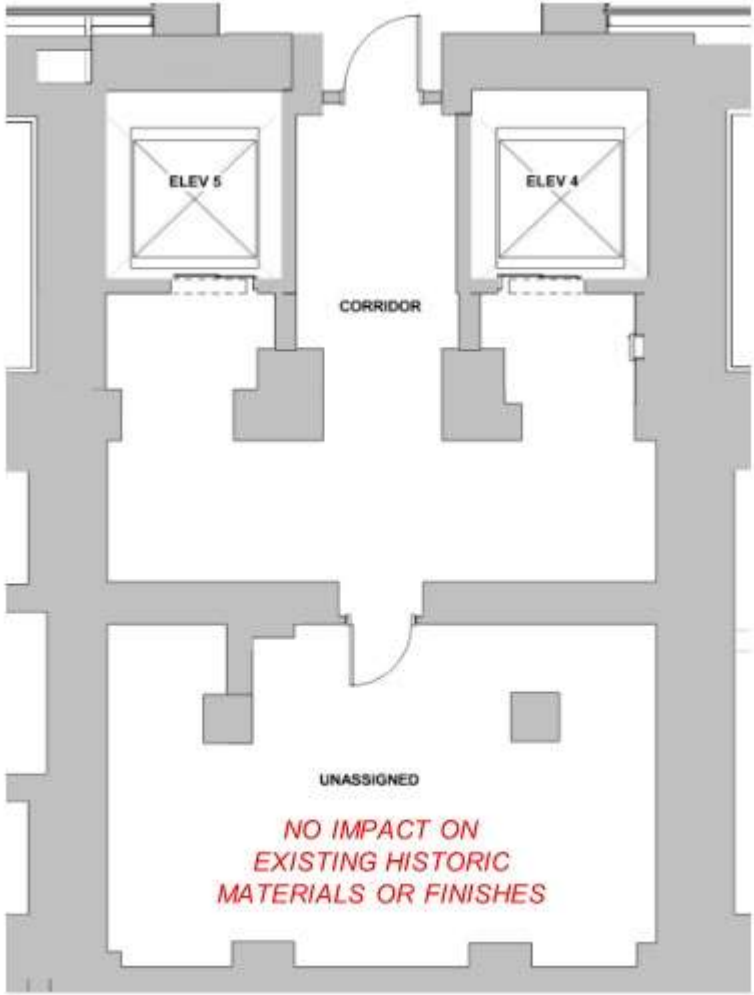 ELEV 5
ELEV 4
CORRIDOR
UNASSIGNED
NO IMPACT ON
EXISTING HISTORIC
MATERIALS OR FINISHES